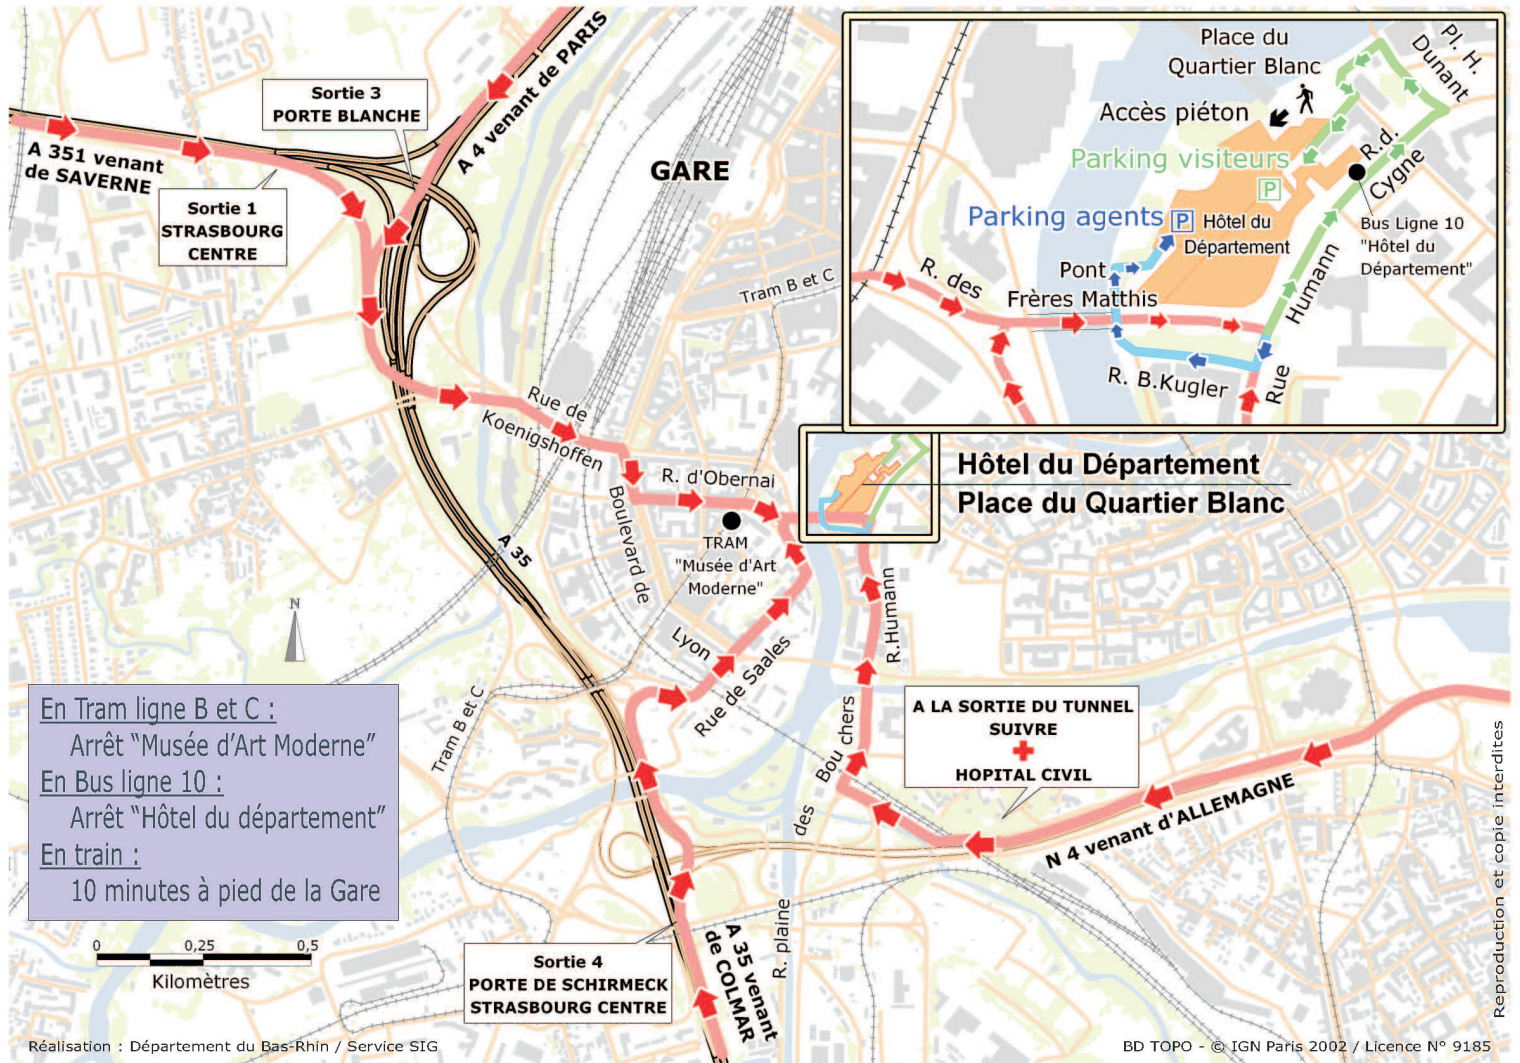 A 4 venant de PARIS
Sortie 3
PORTE BLANCHE
A 351 venant
de SAVERNE
Sortie 1
STRASBOURG
CENTRE
GARE
Tram B et C
Place du
Quartier Blanc
Pl. H.
Dunant
Accès piéton
Parking visiteurs
P
R.d.
Cygne
Parking agents P
Hôtel du
Département
Bus Ligne 10
"Hôtel du
Département"
Pont
R. des
Frères Matthis
Humann
Rue
R. B.Kugler
Rue de
Koenigshoffen
R. d'Obernai
Boulevard de
Lyon
TRAM
"Musée d'Art
Moderne"
Hôtel du Département
Place du Quartier Blanc
A 35
R.Humann
Rue de Saales
Tram B et C
N
En Tram ligne B et C :
Arrêt “Musée d’Art Moderne”
En Bus ligne 10 :
Arrêt “Hôtel du département”
En train :
10 minutes à pied de la Gare
A LA SORTIE DU TUNNEL
SUIVRE
HOPITAL CIVIL
Bou chers
des
R. plaine
N 4 venant d'ALLEMAGNE
0 0,25 0,5
Kilomètres
Sortie 4
PORTE DE SCHIRMECK
STRASBOURG CENTRE
A 35 venant
de COLMAR
Reproduction et copie interdites
Réalisation : Département du Bas-Rhin / Service SIG
BD TOPO - © IGN Paris 2002 / Licence N° 9185